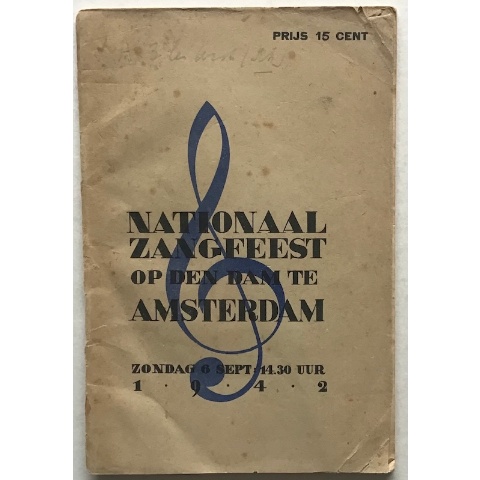 PRIJS 15 CENT
NATIONAAL
ZANGFEEST
OP DEN DAM TE
AMSTERDAM
ZONDAG 6 SEPT = 14.30 UUR
1 · 9 · 4 · 2